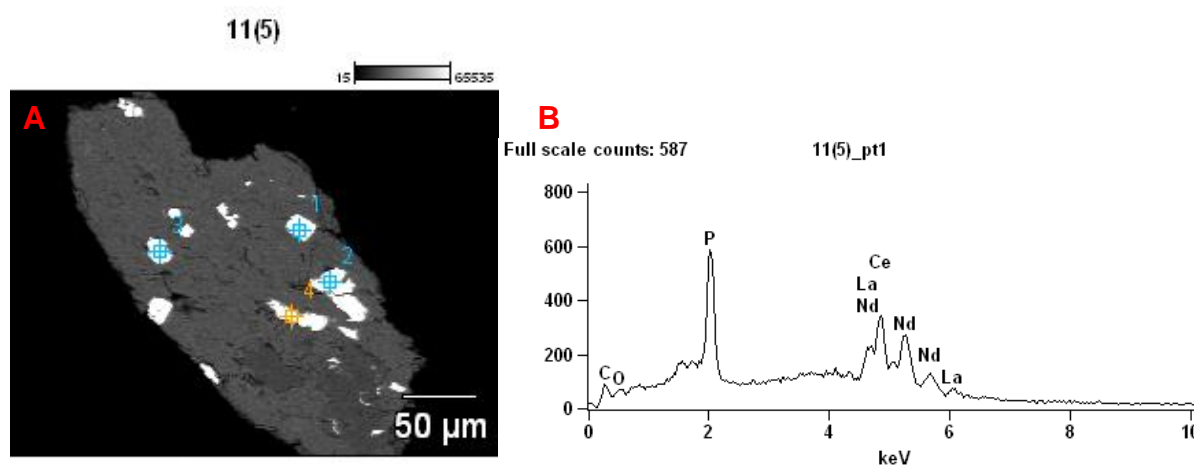 11(5)
15 65535
A
1
3
2
4
50 µm
B
Full scale counts: 587 11(5)_pt1
800
600
400
200
0
P
Ce
La
Nd Nd
Nd
La
C O
0 2 4 6 8 10
keV